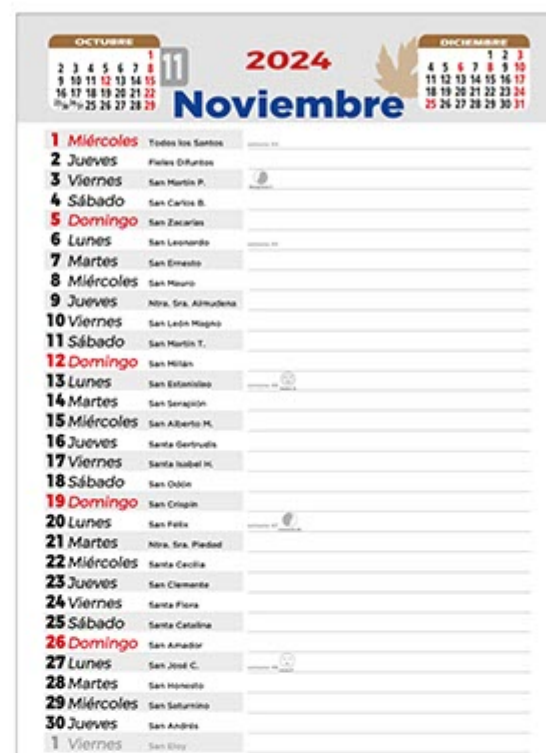 OCTUBRE
1
2 3 4 5 6 7 8
9 10 11 12 13 14 15
16 17 18 19 20 21 22
23/30 24/31 25 26 27 28 29
11
2024
Noviembre
DICIEMBRE
1 2 3
4 5 6 7 8 9 10
11 12 13 14 15 16 17
18 19 20 21 22 23 24
25 26 27 28 29 30 31
1 Miércoles Todos los Santos
2 Jueves Fieles Difuntos
3 Viernes San Martín P.
4 Sábado San Carlos B.
5 Domingo San Zacarías
6 Lunes San Leonardo
7 Martes San Ernesto
8 Miércoles San Mauro
9 Jueves Ntra. Sra. Almudena
10 Viernes San León Magno
11 Sábado San Martín T.
12 Domingo San Millán
13 Lunes San Estanislao
14 Martes San Serapión
15 Miércoles San Alberto M.
16 Jueves Santa Gertrudis
17 Viernes Santa Isabel H.
18 Sábado San Odón
19 Domingo San Crispín
20 Lunes San Félix
21 Martes Ntra. Sra. Piedad
22 Miércoles Santa Cecilia
23 Jueves San Clemente
24 Viernes Santa Flora
25 Sábado Santa Catalina
26 Domingo San Amador
27 Lunes San José C.
28 Martes San Honesto
29 Miércoles San Saturnino
30 Jueves San Andrés
1 Viernes San Eloy